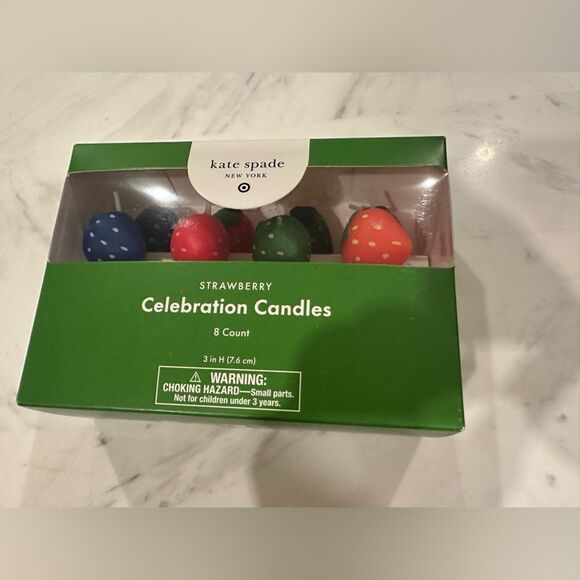 kate spade
NEW YORK
STRAWBERRY
Celebration Candles
8 Count
3 in H (7.6 cm)
⚠ WARNING:
CHOKING HAZARD—Small parts.
Not for children under 3 years.